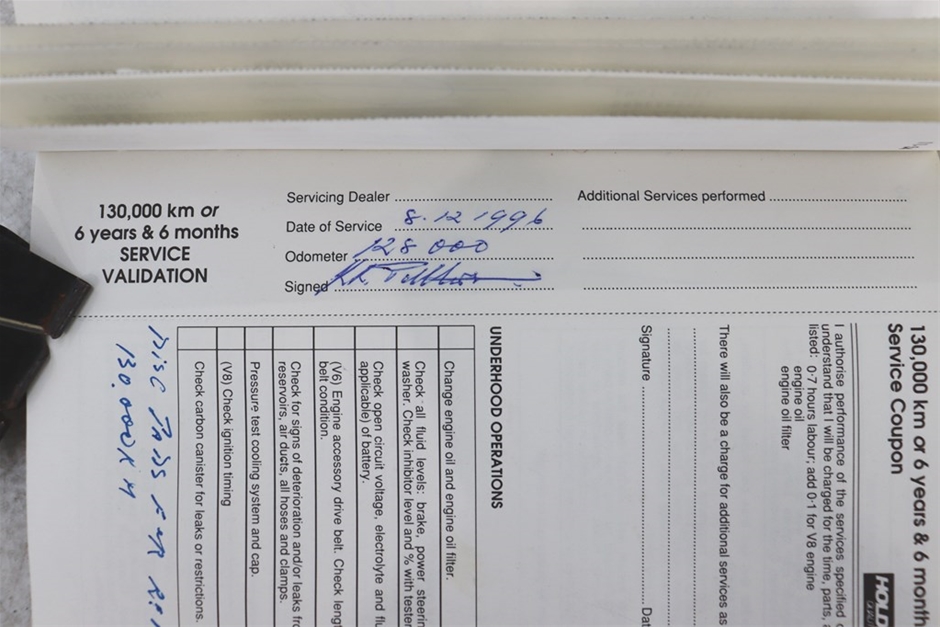 130,000 km or
6 years & 6 months
SERVICE
VALIDATION
Servicing Dealer
Date of Service 8.12 1996
Odometer 128 000
Signed
Additional Services performed
130,000 km or 6 years & 6 month
Service Coupon
I authorise performance of the services specified
understand that I will be charged for the time, parts,
listed: 0·7 hours labour; add 0·1 for V8 engine
engine oil
engine oil filter
There will also be a charge for additional services as
Signature Dat
UNDERHOOD OPERATIONS
Change engine oil and engine oil filter.
Check all fluid levels: brake, power steerin
washer. Check inhibitor level and % with tester
Check open circuit voltage, electrolyte and flu
applicable) of battery.
(V6) Engine accessory drive belt. Check lengt
belt condition.
Check for signs of deterioration and/or leaks fro
reservoirs, air ducts, all hoses and clamps.
Pressure test cooling system and cap.
(V8) Check ignition timing
Check carbon canister for leaks or restrictions.
DISC PADS
130.000K M
HOLD